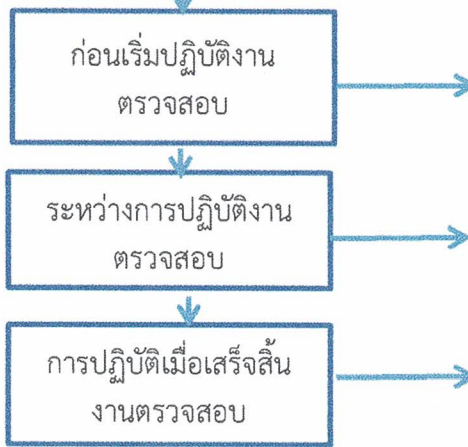 ก่อนเริ่มปฏิบัติงาน
ตรวจสอบ
ระหว่างการปฏิบัติงาน
ตรวจสอบ
การปฏิบัติเมื่อเสร็จสิ้น
งานตรวจสอบ